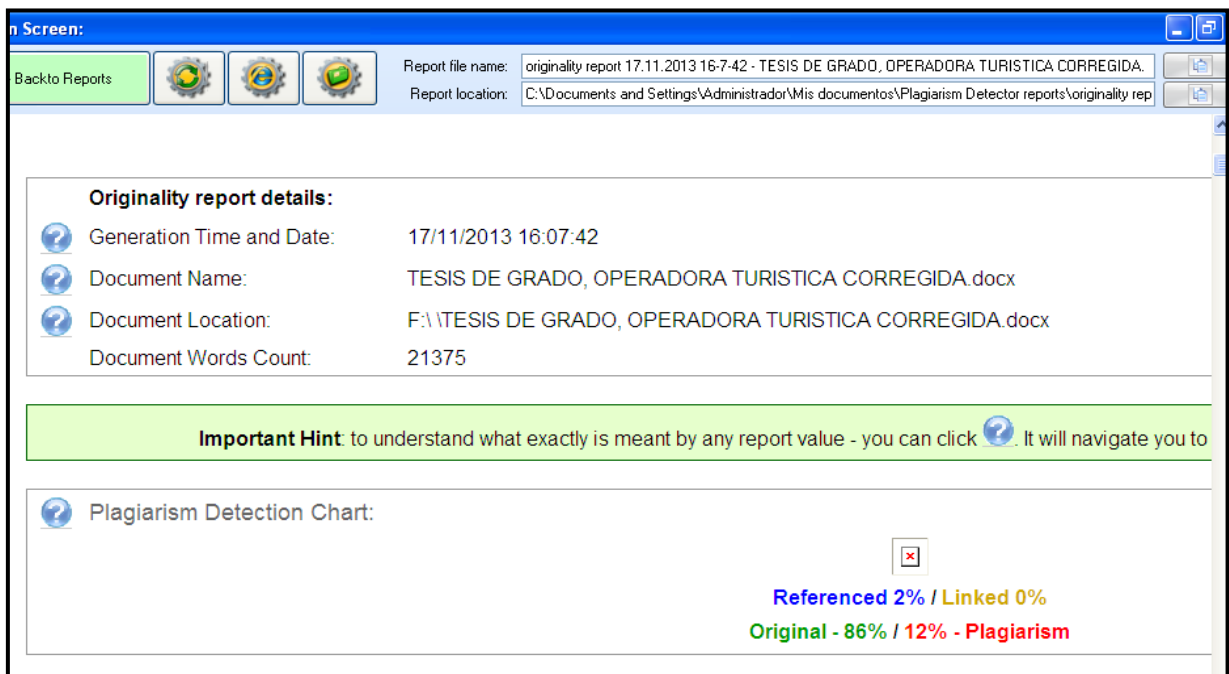 n Screen:
Backto Reports
Report file name: originality report 17.11.2013 16-7-42 - TESIS DE GRADO, OPERADORA TURISTICA CORREGIDA.
Report location: C:\Documents and Settings\Administrador\Mis documentos\Plagiarism Detector reports\originality rep
Originality report details:
Generation Time and Date: 17/11/2013 16:07:42
Document Name: TESIS DE GRADO, OPERADORA TURISTICA CORREGIDA.docx
Document Location: F:\ \TESIS DE GRADO, OPERADORA TURISTICA CORREGIDA.docx
Document Words Count: 21375
Important Hint: to understand what exactly is meant by any report value - you can click ?. It will navigate you to
Plagiarism Detection Chart:
Referenced 2% / Linked 0%
Original - 86% / 12% - Plagiarism